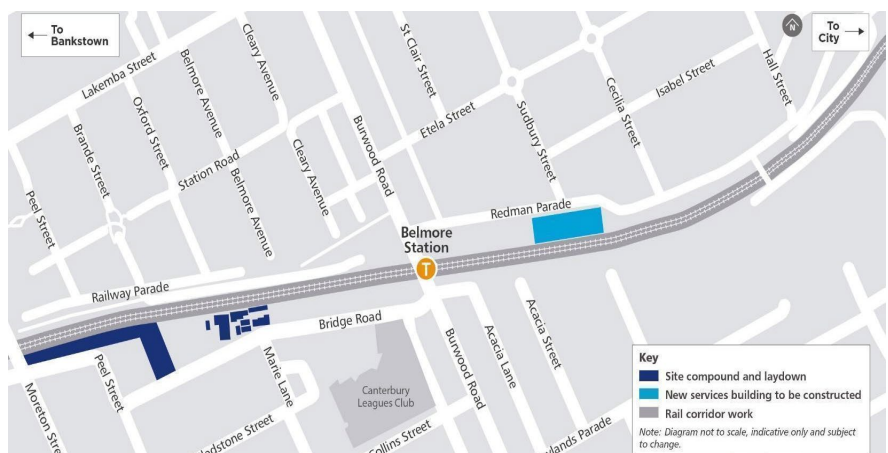 To
Bankstown
To
City
N
Lakemba Street
Brande Street
Oxford Street
Belmore Avenue
Cleary Avenue
St Clair Street
Hall Street
Peel Street
Station Road
Belmore Avenue
Cleary Avenue
Burwood Road
Etela Street
Sudbury Street
Cecilia Street
Isabel Street
Redman Parade
Belmore
Station
T
Railway Parade
Bridge Road
Peel Street
Moreton Street
Marie Lane
Canterbury
Leagues Club
Burwood Road
Acacia Lane
Acacia Street
Collins Street
Street
Parade
Key
Site compound and laydown
New services building to be constructed
Rail corridor work
Note: Diagram not to scale, indicative only and subject
to change.